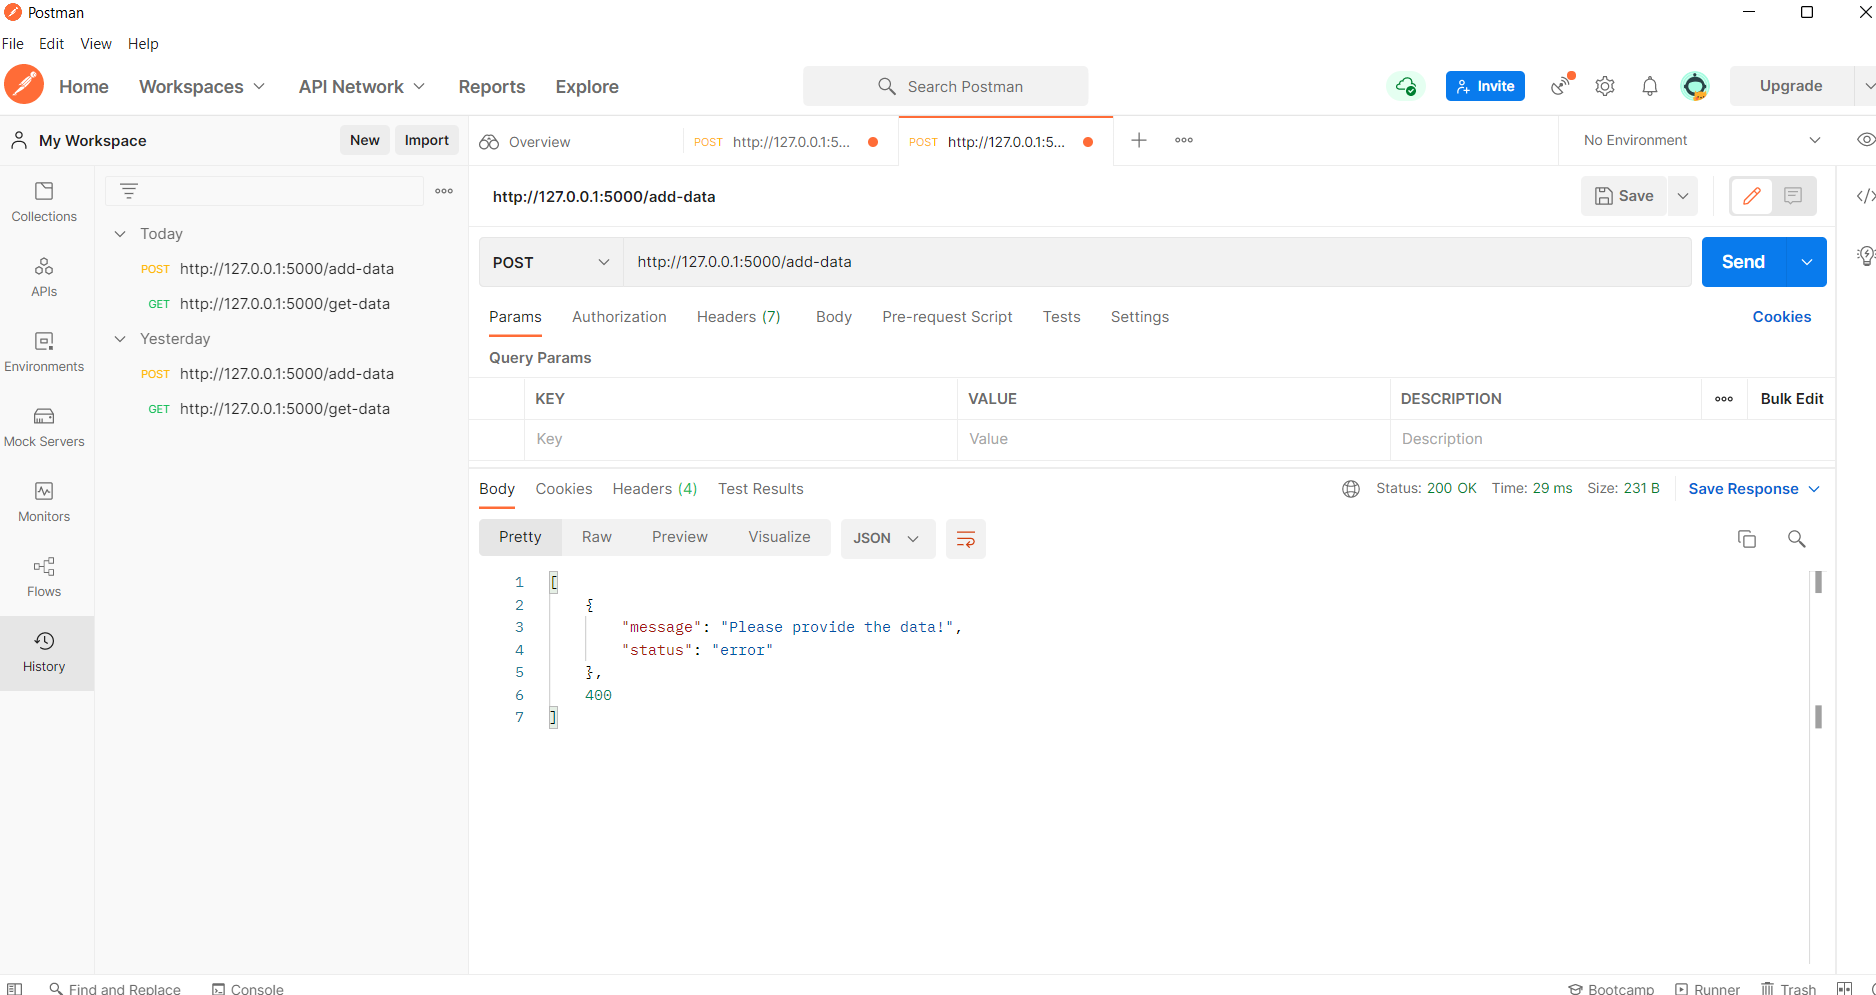 Postman
File Edit View Help
Home Workspaces API Network Reports Explore Search Postman Invite Upgrade
My Workspace New Import Overview POST http://127.0.0.1:5... POST http://127.0.0.1:5... No Environment
Collections
APIs
Environments
Mock Servers
Monitors
Flows
History
Today
POST http://127.0.0.1:5000/add-data
GET http://127.0.0.1:5000/get-data
Yesterday
POST http://127.0.0.1:5000/add-data
GET http://127.0.0.1:5000/get-data
http://127.0.0.1:5000/add-data Save
POST http://127.0.0.1:5000/add-data Send
Params Authorization Headers (7) Body Pre-request Script Tests Settings Cookies
Query Params
KEY VALUE DESCRIPTION Bulk Edit
Key Value Description
Body Cookies Headers (4) Test Results Status: 200 OK Time: 29 ms Size: 231 B Save Response
Pretty Raw Preview Visualize JSON
1 [
2 {
3 "message": "Please provide the data!",
4 "status": "error"
5 },
6 400
7 ]
Find and Replace Console Bootcamp Runner Trash